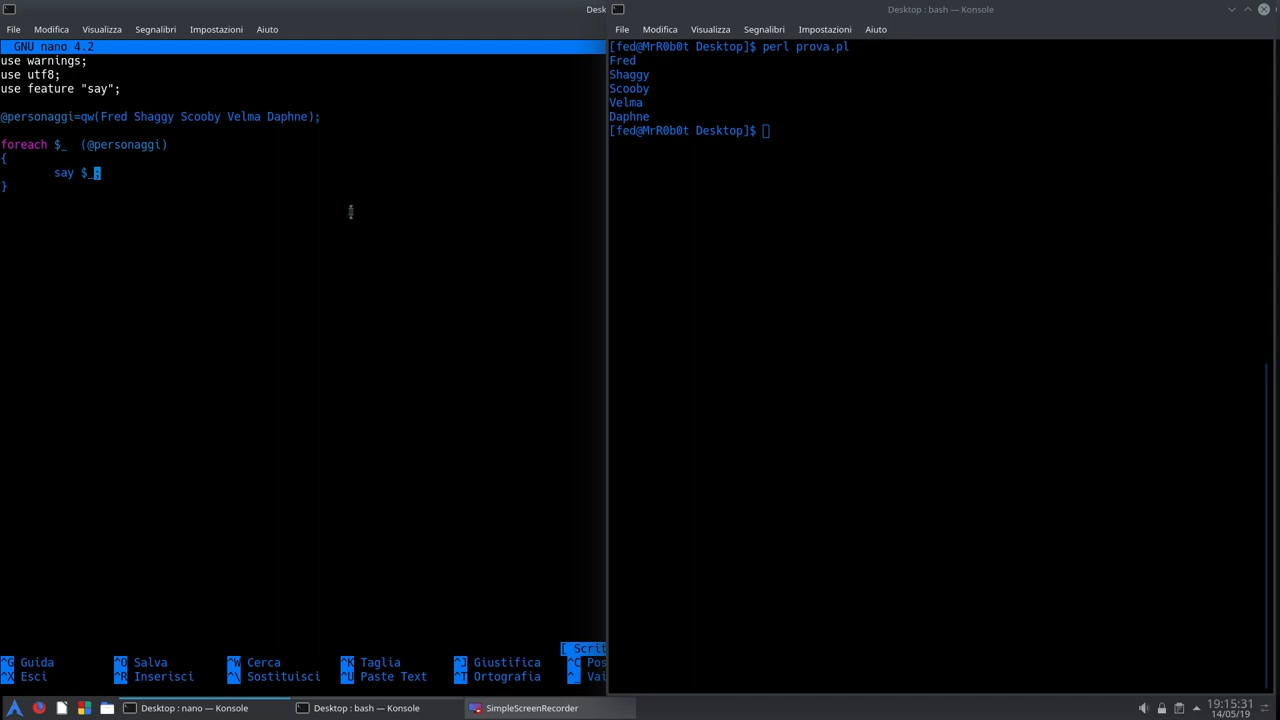 Desk
File Modifica Visualizza Segnalibri Impostazioni Aiuto
GNU nano 4.2
use warnings;
use utf8;
use feature "say";
@personaggi=qw(Fred Shaggy Scooby Velma Daphne);
foreach $_ (@personaggi)
{
say $_;
}
[ Scrit
^G Guida ^O Salva ^W Cerca ^K Taglia ^J Giustifica ^C Pos
^X Esci ^R Inserisci ^\ Sostituisci ^U Paste Text ^T Ortografia ^_ Vai
Desktop : bash — Konsole
File Modifica Visualizza Segnalibri Impostazioni Aiuto
[fed@MrR0b0t Desktop]$ perl prova.pl
Fred
Shaggy
Scooby
Velma
Daphne
[fed@MrR0b0t Desktop]$
Desktop : nano — Konsole Desktop : bash — Konsole SimpleScreenRecorder 19:15:31
14/05/19